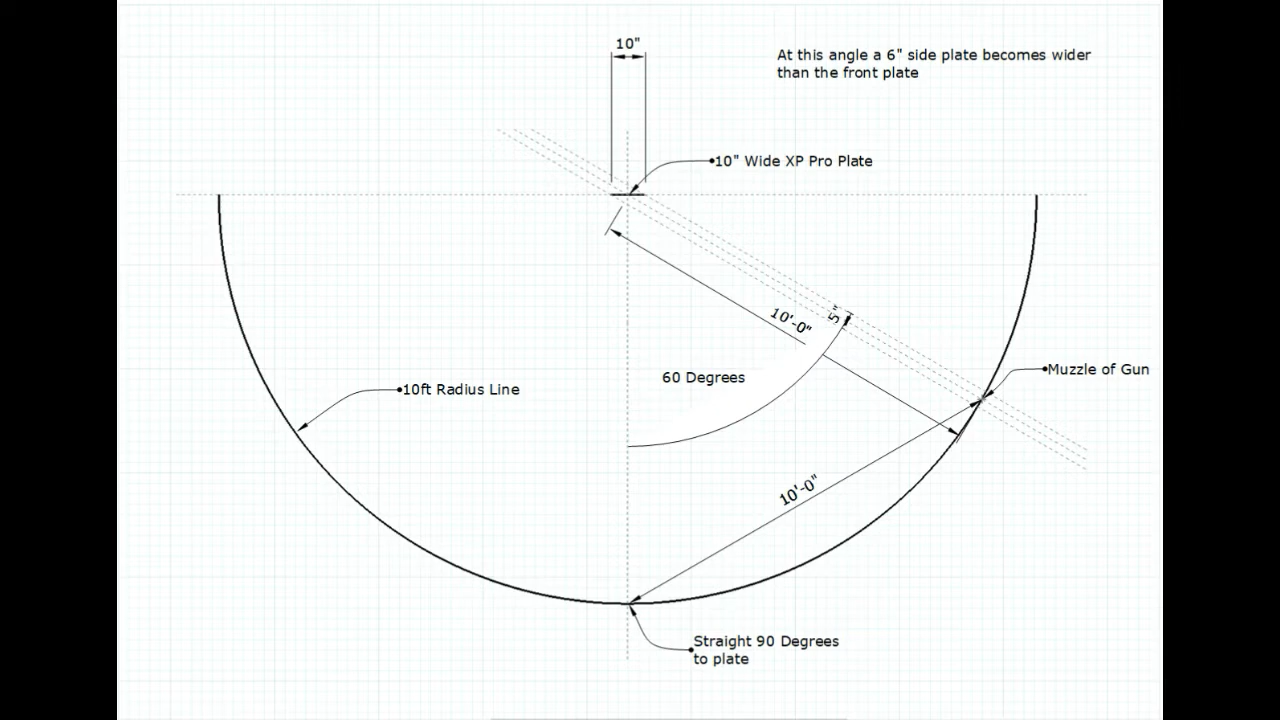 10"
At this angle a 6" side plate becomes wider
than the front plate
10" Wide XP Pro Plate
10'-0"
5"
Muzzle of Gun
60 Degrees
10ft Radius Line
10'-0"
Straight 90 Degrees
to plate